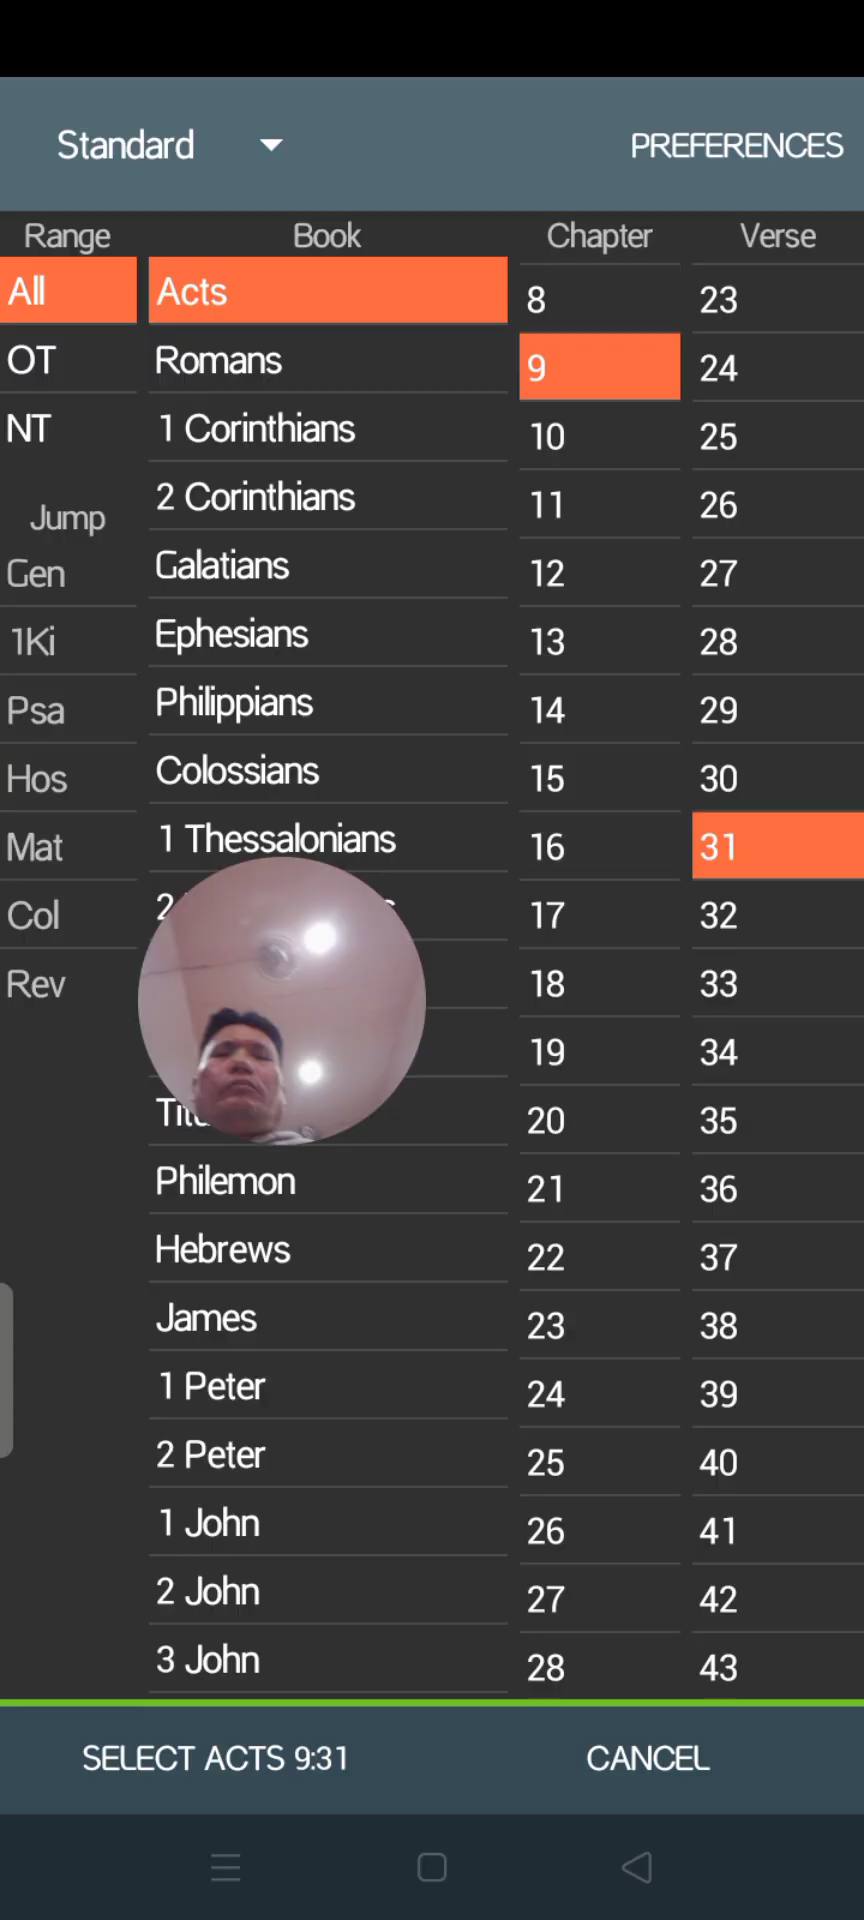 Standard
PREFERENCES
Range
Book
Chapter
Verse
All
OT
NT
Jump
Gen
1Ki
Psa
Hos
Mat
Col
Rev
Acts
Romans
1 Corinthians
2 Corinthians
Galatians
Ephesians
Philippians
Colossians
1 Thessalonians
2
Philemon
Hebrews
James
1 Peter
2 Peter
1 John
2 John
3 John
8
9
10
11
12
13
14
15
16
17
18
19
20
21
22
23
24
25
26
27
28
23
24
25
26
27
28
29
30
31
32
33
34
35
36
37
38
39
40
41
42
43
SELECT ACTS 9:31
CANCEL